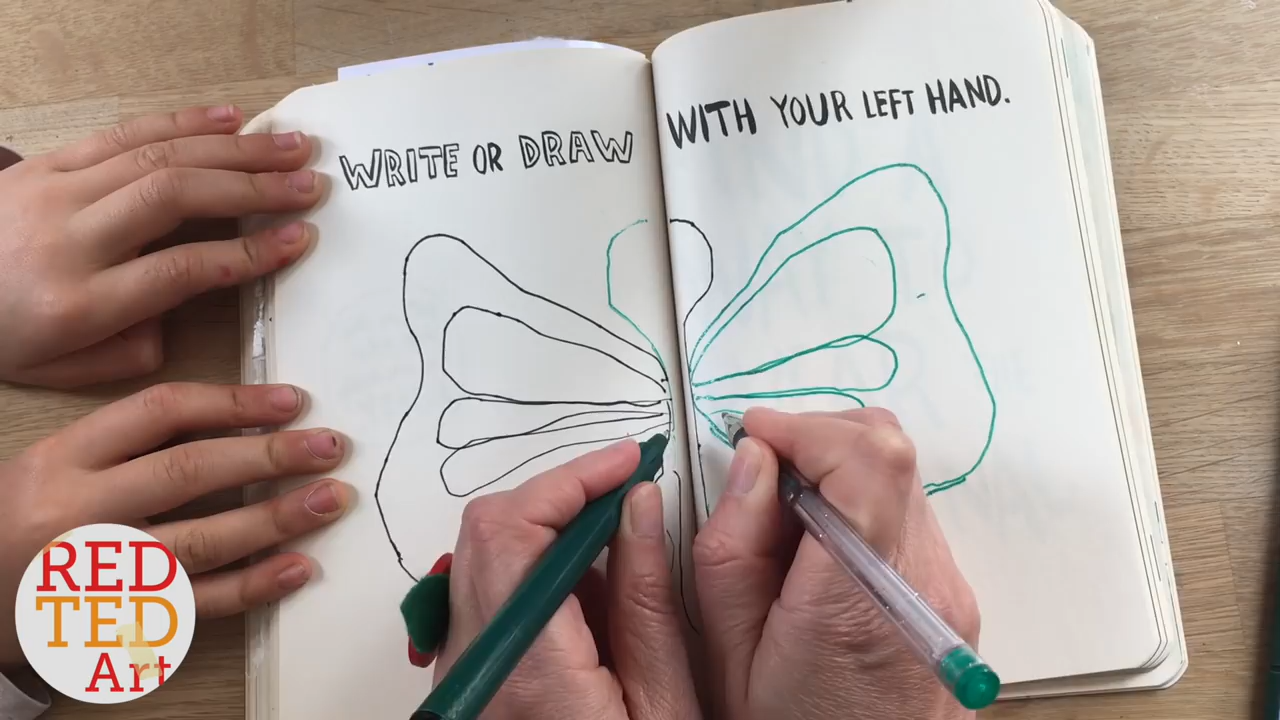 WRITE OR DRAW
WITH YOUR LEFT HAND.
RED
TED
Art